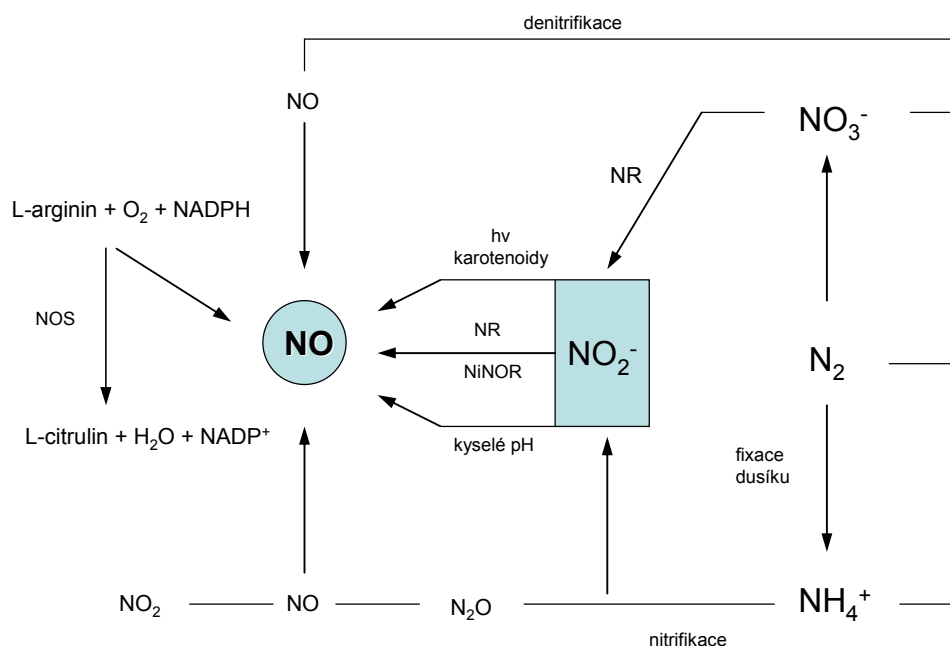 denitrifikace
NO
NO₃⁻
NR
L-arginin + O₂ + NADPH
hv
karotenoidy
NOS
NO
NR
NiNOR
NO₂⁻
N₂
L-citrulin + H₂O + NADP⁺
kyselé pH
fixace
dusíku
NO₂
NO
N₂O
NH₄⁺
nitrifikace